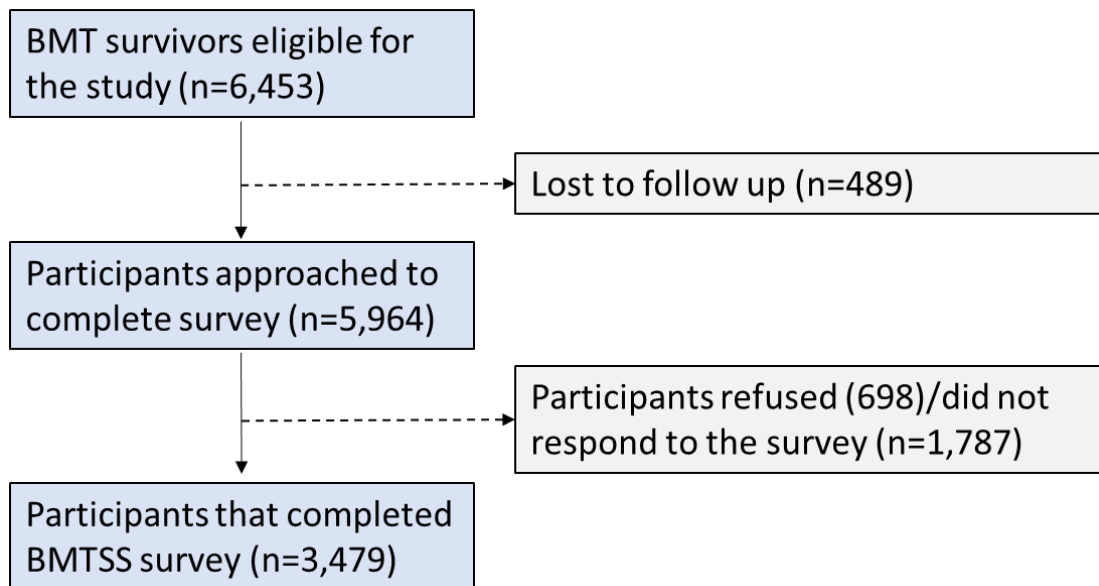 BMT survivors eligible for
the study (n=6,453)
Lost to follow up (n=489)
Participants approached to
complete survey (n=5,964)
Participants refused (698)/did not
respond to the survey (n=1,787)
Participants that completed
BMTSS survey (n=3,479)